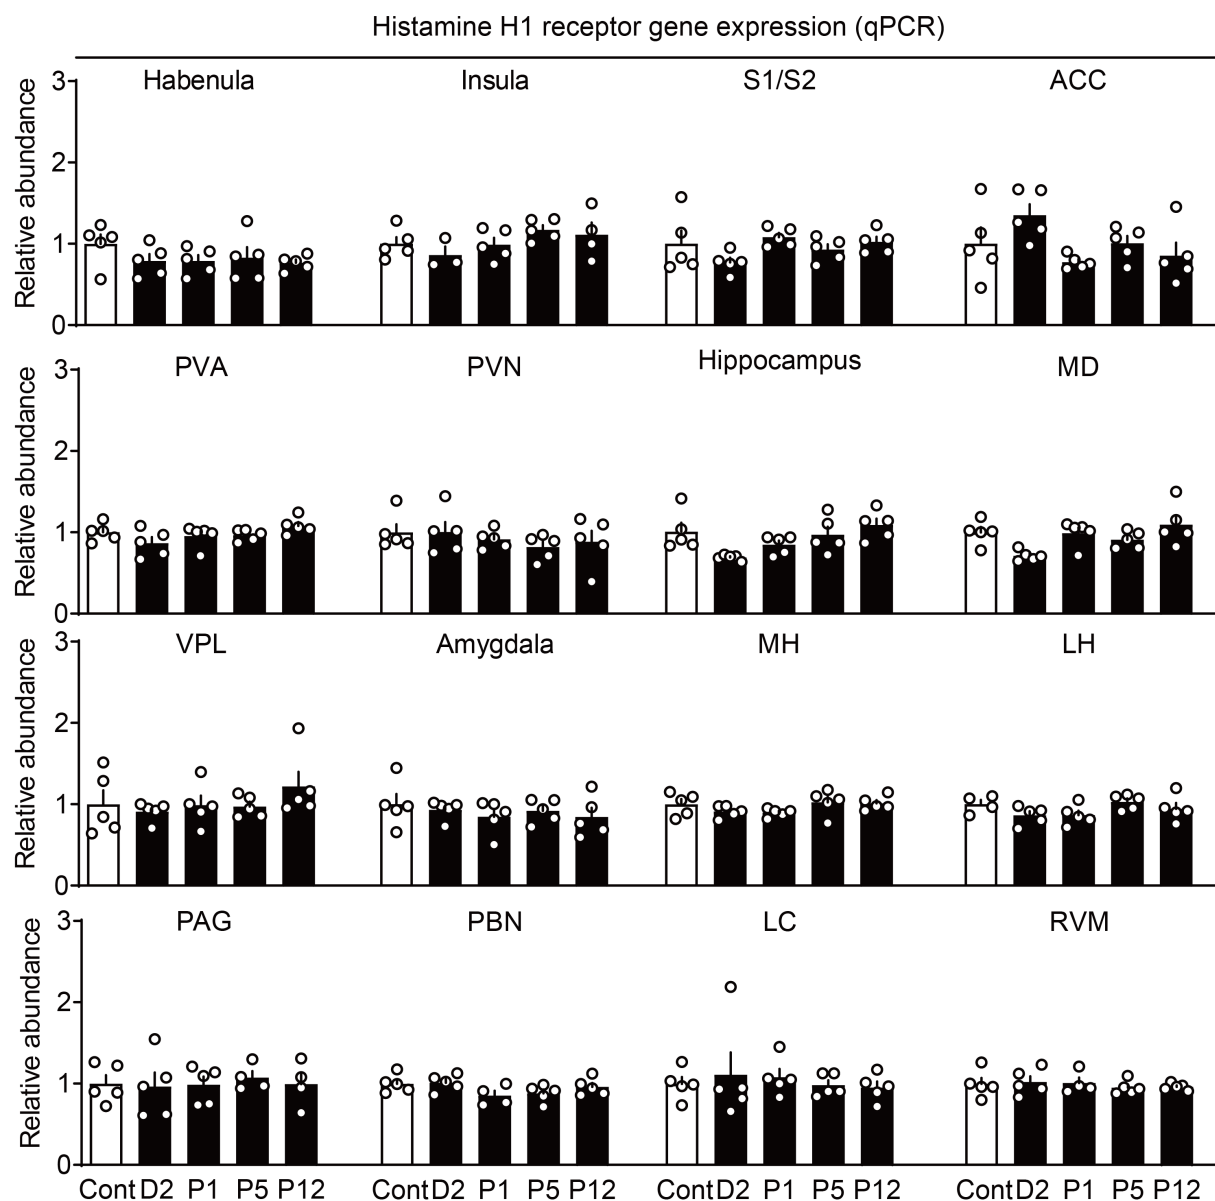 Histamine H1 receptor gene expression (qPCR)
Habenula Insula S1/S2 ACC
Relative abundance
3
2
1
0
PVA PVN Hippocampus MD
Relative abundance
3
2
1
0
VPL Amygdala MH LH
Relative abundance
3
2
1
0
PAG PBN LC RVM
Relative abundance
3
2
1
0
Cont D2 P1 P5 P12 Cont D2 P1 P5 P12 Cont D2 P1 P5 P12 Cont D2 P1 P5 P12